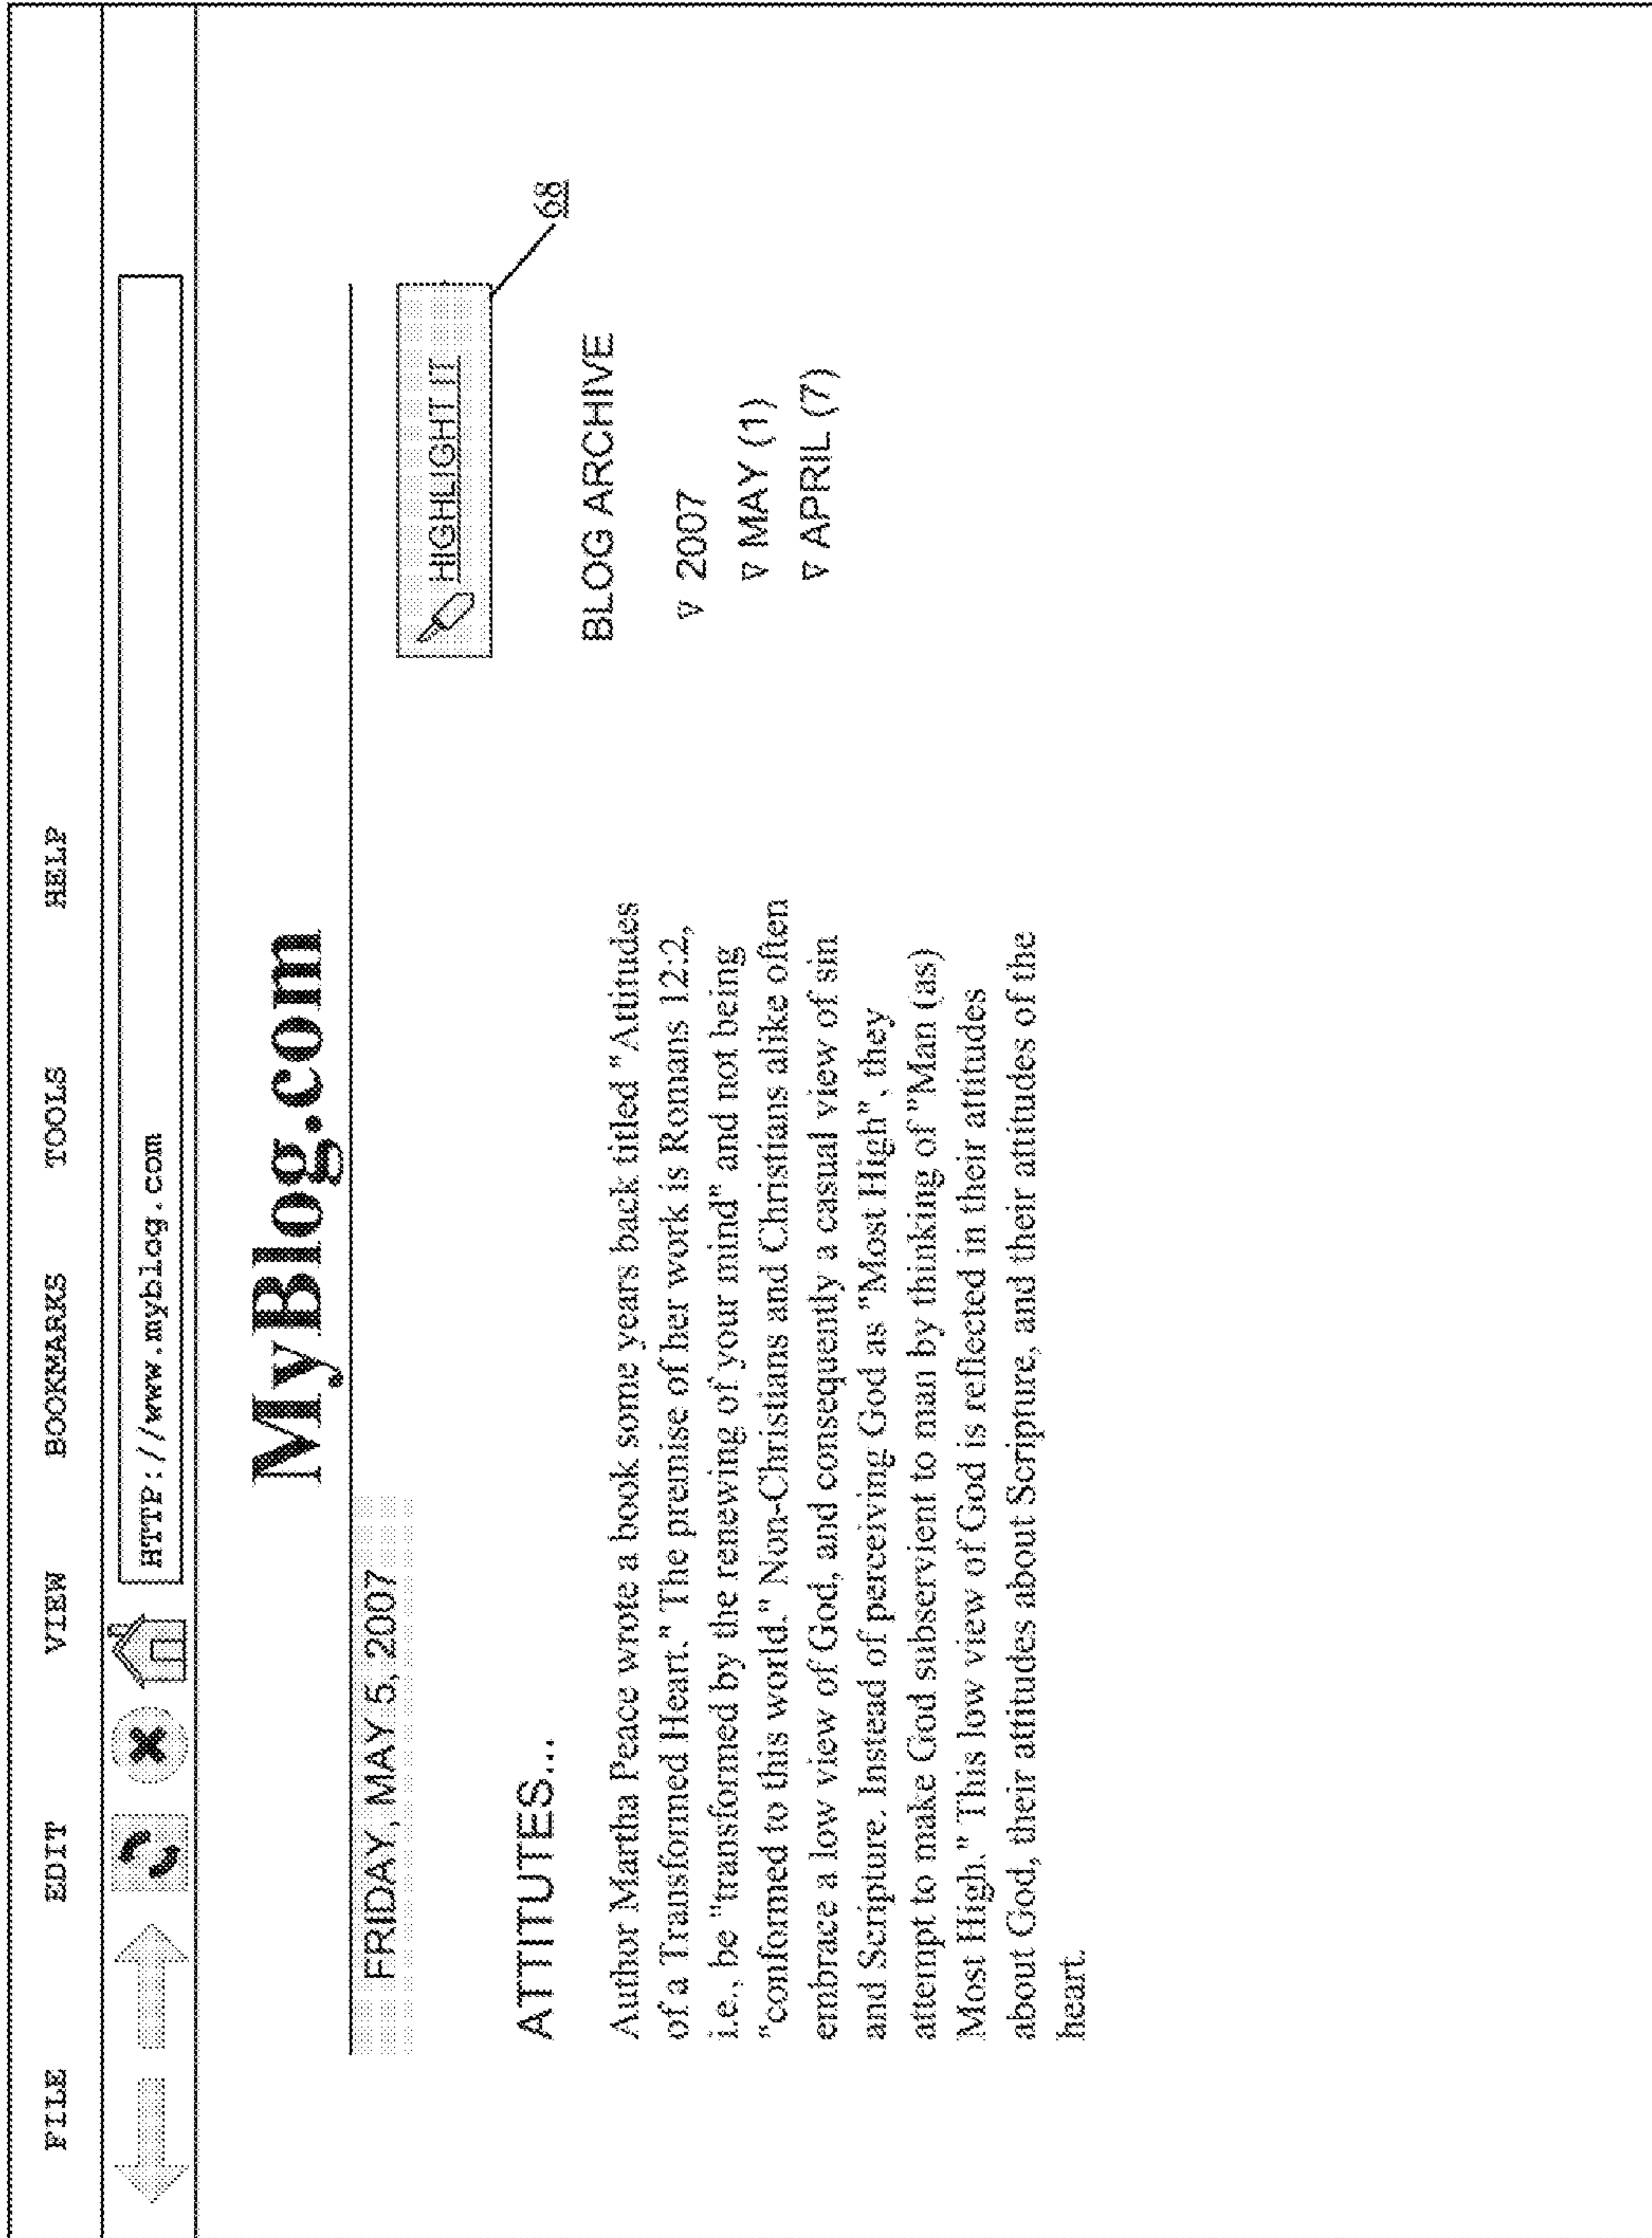 FILE EDIT VIEW BOOKMARKS TOOLS HELP
HTTP://www.myblog.com
MyBlog.com
FRIDAY, MAY 5, 2007
HIGHLIGHT IT
68
ATTITUTES...
Author Martha Peace wrote a book some years back titled "Attitudes
of a Transformed Heart." The premise of her work is Romans 12:2,
i.e., be "transformed by the renewing of your mind" and not being
"conformed to this world." Non-Christians and Christians alike often
embrace a low view of God, and consequently a casual view of sin
and Scripture. Instead of perceiving God as "Most High", they
attempt to make God subservient to man by thinking of "Man (as)
Most High." This low view of God is reflected in their attitudes
about God, their attitudes about Scripture, and their attitudes of the
heart.
BLOG ARCHIVE
∇ 2007
∇ MAY (1)
∇ APRIL (7)